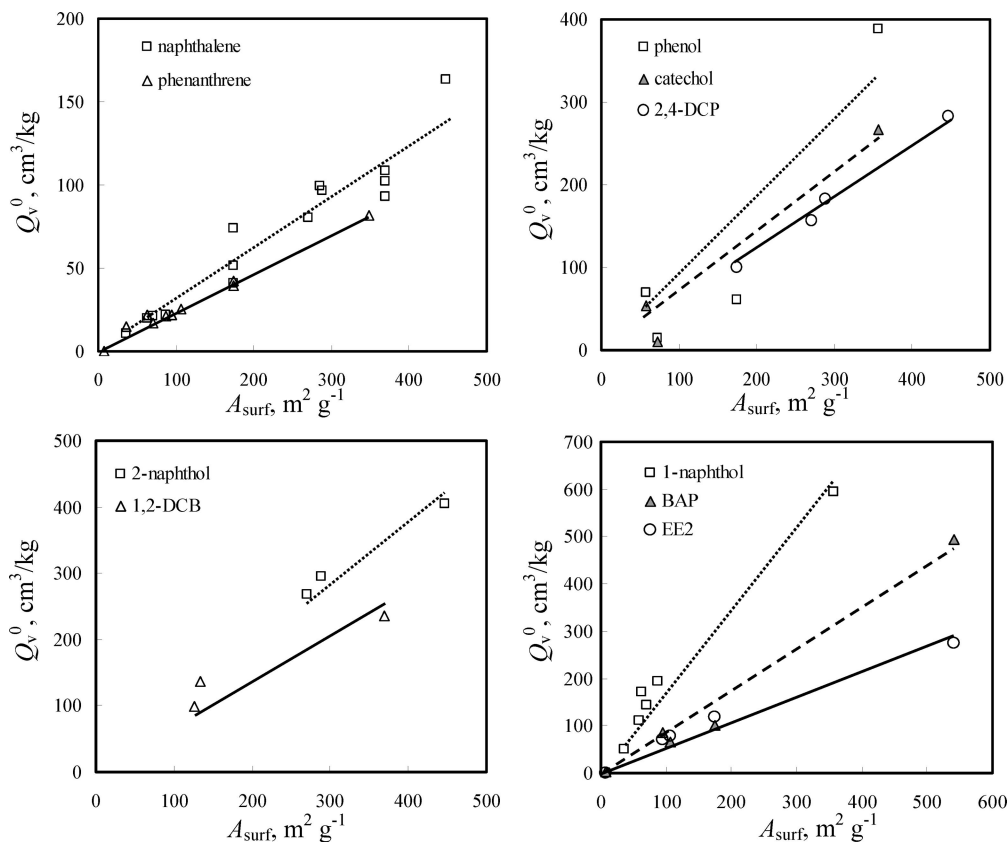 200
150
100
50
0
0 100 200 300 400 500
Qv⁰, cm³/kg
Asurf, m² g⁻¹
naphthalene
phenanthrene
400
300
200
100
0
0 100 200 300 400 500
Qv⁰, cm³/kg
Asurf, m² g⁻¹
phenol
catechol
2,4-DCP
500
400
300
200
100
0
0 100 200 300 400 500
Qv⁰, cm³/kg
Asurf, m² g⁻¹
2-naphthol
1,2-DCB
700
600
500
400
300
200
100
0
0 100 200 300 400 500 600
Qv⁰, cm³/kg
Asurf, m² g⁻¹
1-naphthol
BAP
EE2